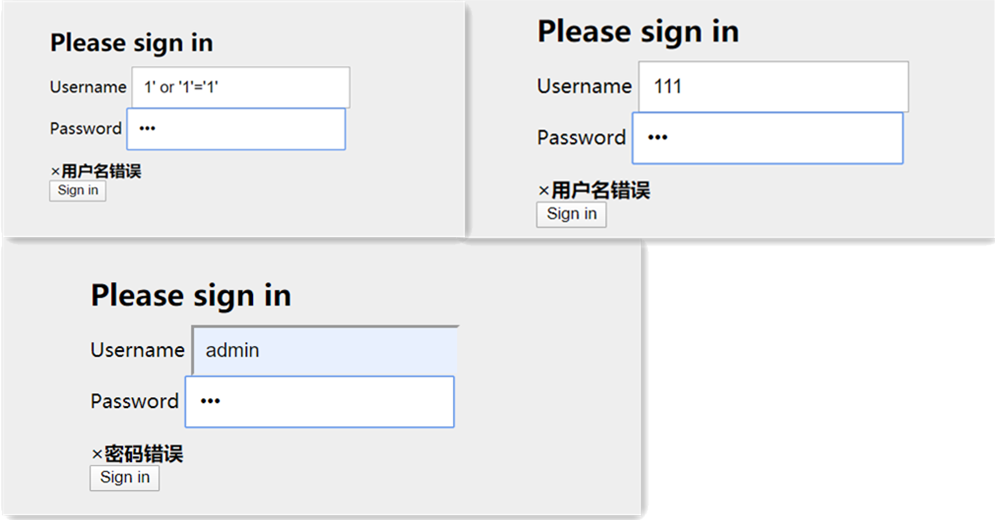 Please sign in
Username 1' or '1'='1'
Password •••
×用户名错误
Sign in
Please sign in
Username 111
Password •••
×用户名错误
Sign in
Please sign in
Username admin
Password •••
×密码错误
Sign in